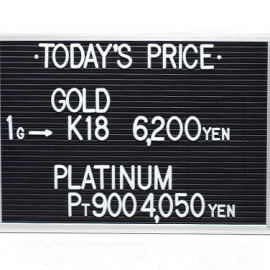 ·TODAY'S PRICE·
GOLD
1G→ K18 6,200YEN
PLATINUM
PT900 4,050YEN